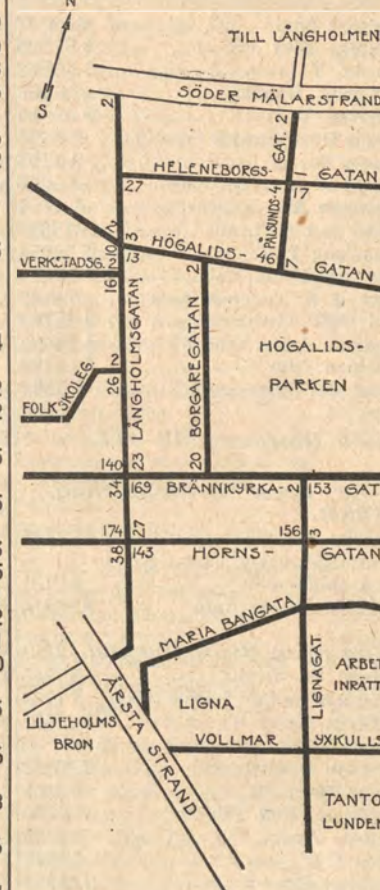 N
S
TILL LÅNGHOLMEN
SÖDER MÄLARSTRAND
2
GAT. 2
HELENEBORGS- GATAN
27
PÅLSUNDS- 4
17
10 2 3
HÖGALIDS- 46 7 GATAN
13
VERKSTADSG. 2
16
2
LÅNGHOLMSGATAN
BORGAREGATAN
HÖGALIDS-
PARKEN
2
26
FOLKSKOLEG.
140 23 20
34 169 BRÄNNKYRKA- 2 153 GAT
174 27 156 3
38 143 HORNS- GATAN
MARIA BANGATA
LIGNAGAT
ARBET
INRÄTT
LIGNA
ÅRSTA STRAND
LILJEHOLMS
BRON
VOLLMAR YXKULLS
TANTO
LUNDEN